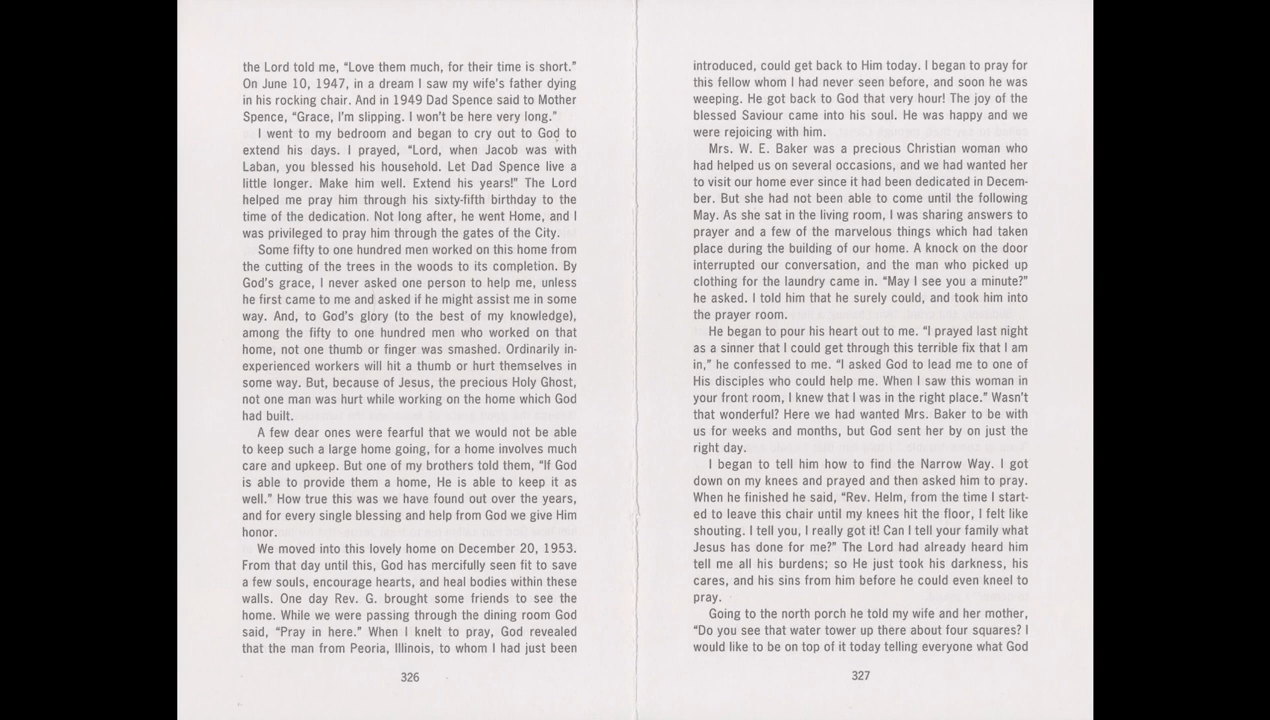 the Lord told me, “Love them much, for their time is short.”
On June 10, 1947, in a dream I saw my wife's father dying
in his rocking chair. And in 1949 Dad Spence said to Mother
Spence, “Grace, I'm slipping. I won't be here very long.”
I went to my bedroom and began to cry out to God to
extend his days. I prayed, “Lord, when Jacob was with
Laban, you blessed his household. Let Dad Spence live a
little longer. Make him well. Extend his years!” The Lord
helped me pray him through his sixty-fifth birthday to the
time of the dedication. Not long after, he went Home, and I
was privileged to pray him through the gates of the City.
Some fifty to one hundred men worked on this home from
the cutting of the trees in the woods to its completion. By
God's grace, I never asked one person to help me, unless
he first came to me and asked if he might assist me in some
way. And, to God's glory (to the best of my knowledge),
among the fifty to one hundred men who worked on that
home, not one thumb or finger was smashed. Ordinarily in-
experienced workers will hit a thumb or hurt themselves in
some way. But, because of Jesus, the precious Holy Ghost,
not one man was hurt while working on the home which God
had built.
A few dear ones were fearful that we would not be able
to keep such a large home going, for a home involves much
care and upkeep. But one of my brothers told them, “If God
is able to provide them a home, He is able to keep it as
well.” How true this was we have found out over the years,
and for every single blessing and help from God we give Him
honor.
We moved into this lovely home on December 20, 1953.
From that day until this, God has mercifully seen fit to save
a few souls, encourage hearts, and heal bodies within these
walls. One day Rev. G. brought some friends to see the
home. While we were passing through the dining room God
said, “Pray in here.” When I knelt to pray, God revealed
that the man from Peoria, Illinois, to whom I had just been
326
introduced, could get back to Him today. I began to pray for
this fellow whom I had never seen before, and soon he was
weeping. He got back to God that very hour! The joy of the
blessed Saviour came into his soul. He was happy and we
were rejoicing with him.
Mrs. W. E. Baker was a precious Christian woman who
had helped us on several occasions, and we had wanted her
to visit our home ever since it had been dedicated in Decem-
ber. But she had not been able to come until the following
May. As she sat in the living room, I was sharing answers to
prayer and a few of the marvelous things which had taken
place during the building of our home. A knock on the door
interrupted our conversation, and the man who picked up
clothing for the laundry came in. “May I see you a minute?”
he asked. I told him that he surely could, and took him into
the prayer room.
He began to pour his heart out to me. “I prayed last night
as a sinner that I could get through this terrible fix that I am
in,” he confessed to me. “I asked God to lead me to one of
His disciples who could help me. When I saw this woman in
your front room, I knew that I was in the right place.” Wasn't
that wonderful? Here we had wanted Mrs. Baker to be with
us for weeks and months, but God sent her by on just the
right day.
I began to tell him how to find the Narrow Way. I got
down on my knees and prayed and then asked him to pray.
When he finished he said, “Rev. Helm, from the time I start-
ed to leave this chair until my knees hit the floor, I felt like
shouting. I tell you, I really got it! Can I tell your family what
Jesus has done for me?” The Lord had already heard him
tell me all his burdens; so He just took his darkness, his
cares, and his sins from him before he could even kneel to
pray.
Going to the north porch he told my wife and her mother,
“Do you see that water tower up there about four squares? I
would like to be on top of it today telling everyone what God
327